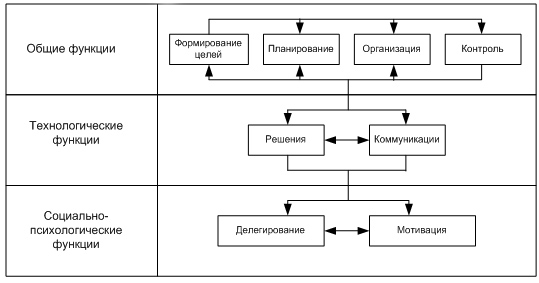 Общие функции
Формирование
целей
Планирование
Организация
Контроль
Технологические
функции
Решения
Коммуникации
Социально-
психологические
функции
Делегирование
Мотивация